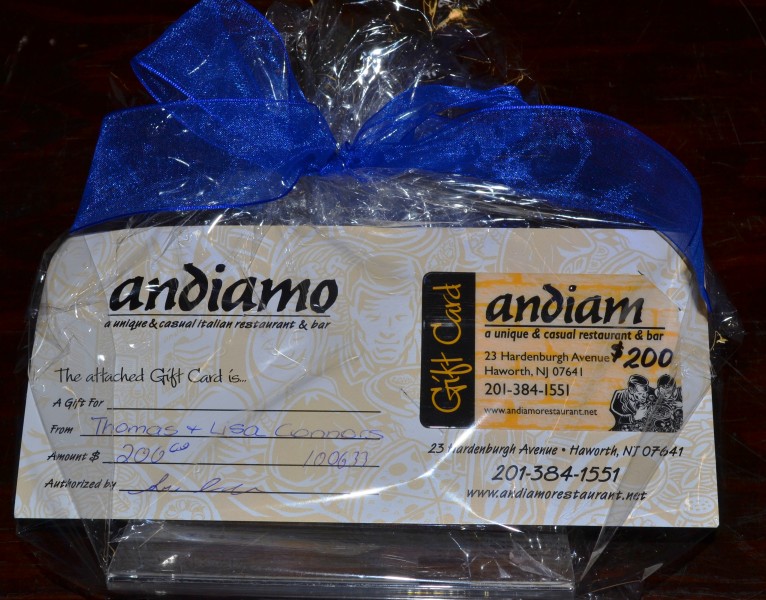 andiamo
a unique & casual italian restaurant & bar
The attached Gift Card is...
A Gift For
From Thomas & Lisa Connors
Amount $ 200 00 100633
Authorized by
Gift Card
andiam
a unique & casual restaurant & bar
23 Hardenburgh Avenue $200
Haworth, NJ 07641
201-384-1551
www.andiamorestaurant.net
23 Hardenburgh Avenue • Haworth, NJ 07641
201-384-1551
www.andiamorestaurant.net